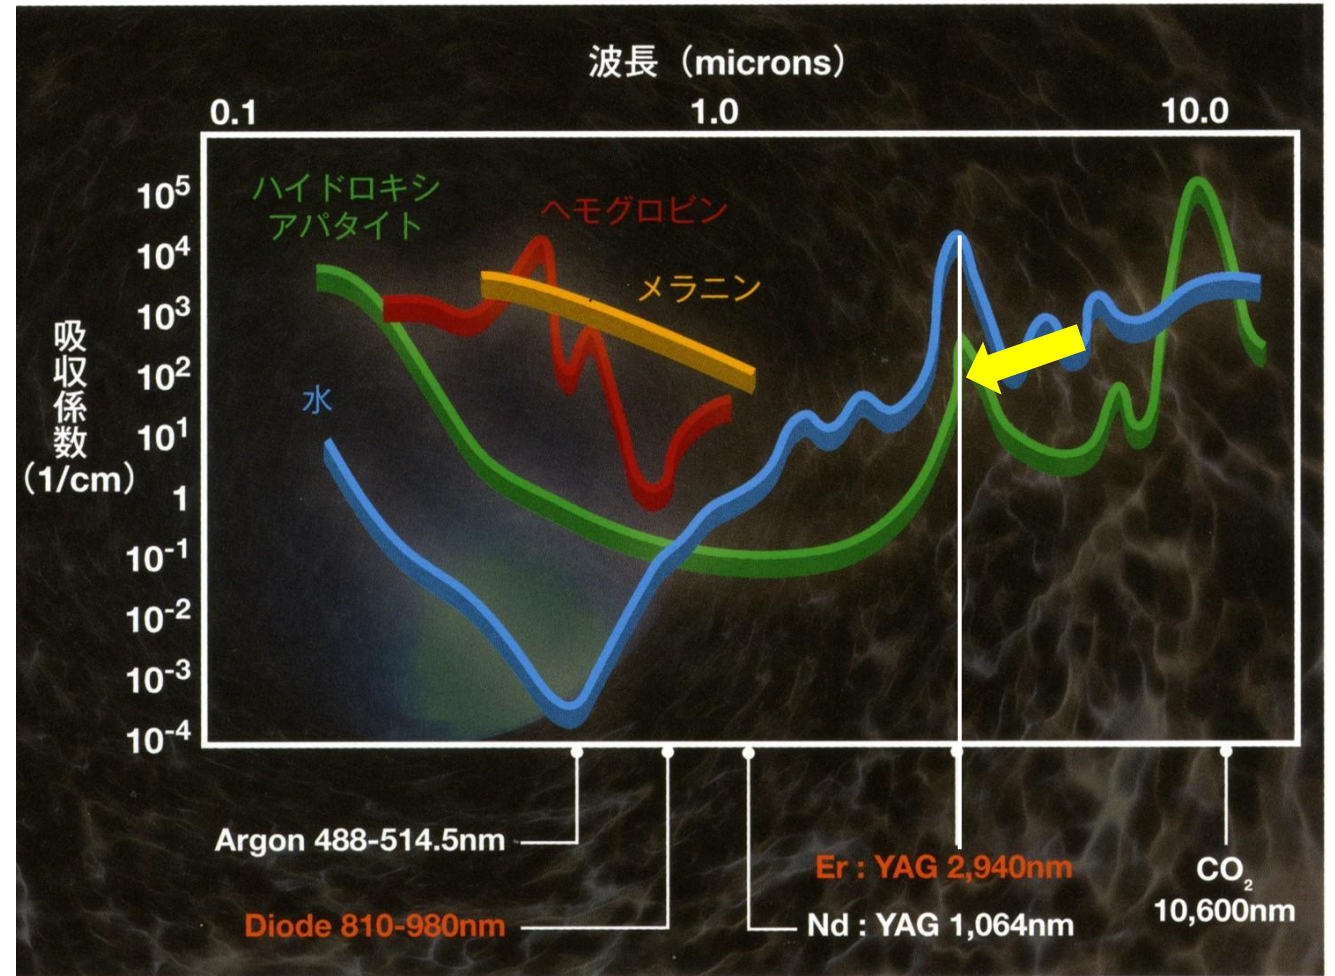 波長（microns）
0.1 1.0 10.0
10⁵
10⁴
10³
10²
10¹
1
10⁻¹
10⁻²
10⁻³
10⁻⁴
吸収係数
（1/cm）
ハイドロキシ
アパタイト
ヘモグロビン
メラニン
水
Argon 488-514.5nm
Diode 810-980nm
Er : YAG 2,940nm
Nd : YAG 1,064nm
CO₂
10,600nm